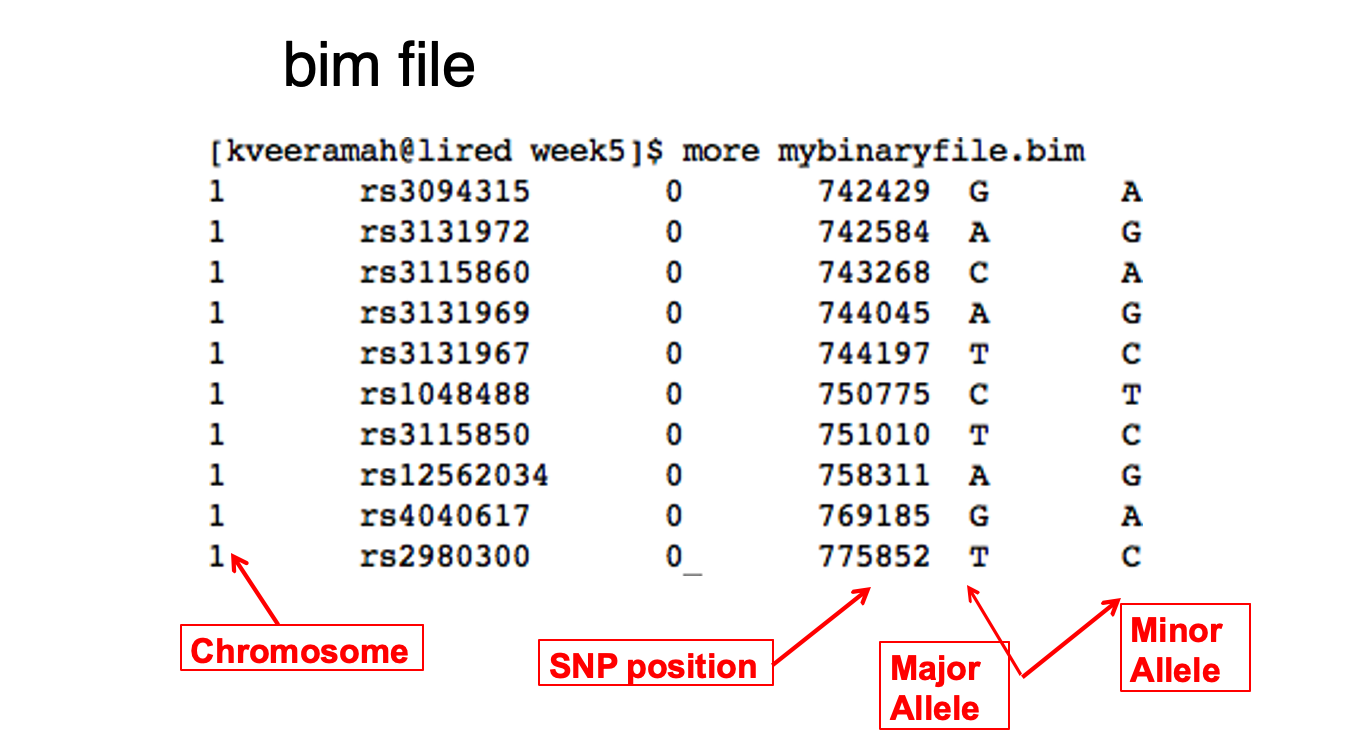 bim file
[kveeramah@lired week5]$ more mybinaryfile.bim
1 rs3094315 0 742429 G A
1 rs3131972 0 742584 A G
1 rs3115860 0 743268 C A
1 rs3131969 0 744045 A G
1 rs3131967 0 744197 T C
1 rs1048488 0 750775 C T
1 rs3115850 0 751010 T C
1 rs12562034 0 758311 A G
1 rs4040617 0 769185 G A
1 rs2980300 0_ 775852 T C
Chromosome
SNP position
Major
Allele
Minor
Allele